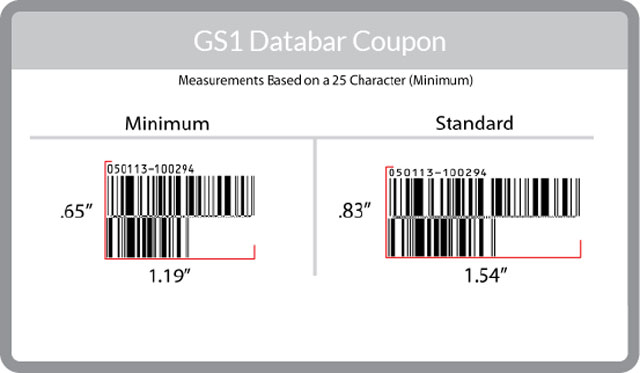 GS1 Databar Coupon
Measurements Based on a 25 Character (Minimum)
Minimum
Standard
050113-100294
050113-100294
.65”
.83”
1.19”
1.54”